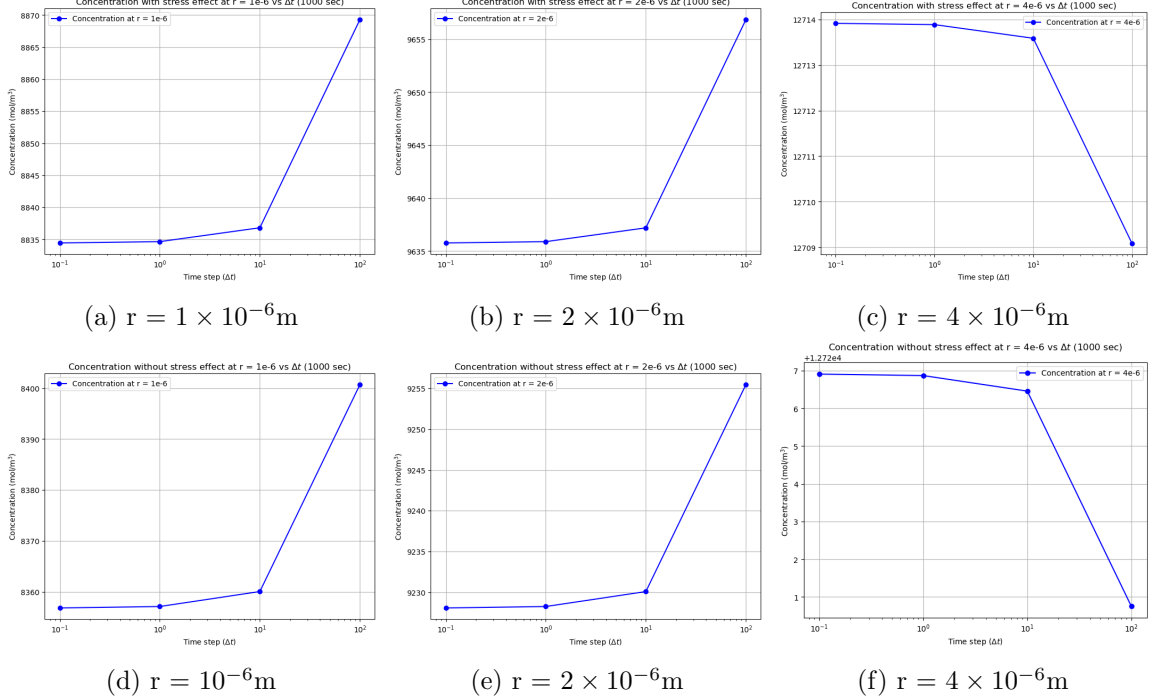 Concentration with stress effect at r = 1e-6 vs Δt (1000 sec)
Concentration at r = 1e-6
Concentration (mol/m³)
8870
8865
8860
8855
8850
8845
8840
8835
10⁻¹
10⁰
10¹
10²
Time step (Δt)
(a) r = 1 × 10⁻⁶m
Concentration with stress effect at r = 2e-6 vs Δt (1000 sec)
Concentration at r = 2e-6
Concentration (mol/m³)
9655
9650
9645
9640
9635
10⁻¹
10⁰
10¹
10²
Time step (Δt)
(b) r = 2 × 10⁻⁶m
Concentration with stress effect at r = 4e-6 vs Δt (1000 sec)
Concentration at r = 4e-6
Concentration (mol/m³)
12714
12713
12712
12711
12710
12709
10⁻¹
10⁰
10¹
10²
Time step (Δt)
(c) r = 4 × 10⁻⁶m
Concentration without stress effect at r = 1e-6 vs Δt (1000 sec)
Concentration at r = 1e-6
Concentration (mol/m³)
8400
8390
8380
8370
8360
10⁻¹
10⁰
10¹
10²
Time step (Δt)
(d) r = 10⁻⁶m
Concentration without stress effect at r = 2e-6 vs Δt (1000 sec)
Concentration at r = 2e-6
Concentration (mol/m³)
9255
9250
9245
9240
9235
9230
10⁻¹
10⁰
10¹
10²
Time step (Δt)
(e) r = 2 × 10⁻⁶m
Concentration without stress effect at r = 4e-6 vs Δt (1000 sec)
+1.272e4
Concentration at r = 4e-6
Concentration (mol/m³)
7
6
5
4
3
2
1
10⁻¹
10⁰
10¹
10²
Time step (Δt)
(f) r = 4 × 10⁻⁶m